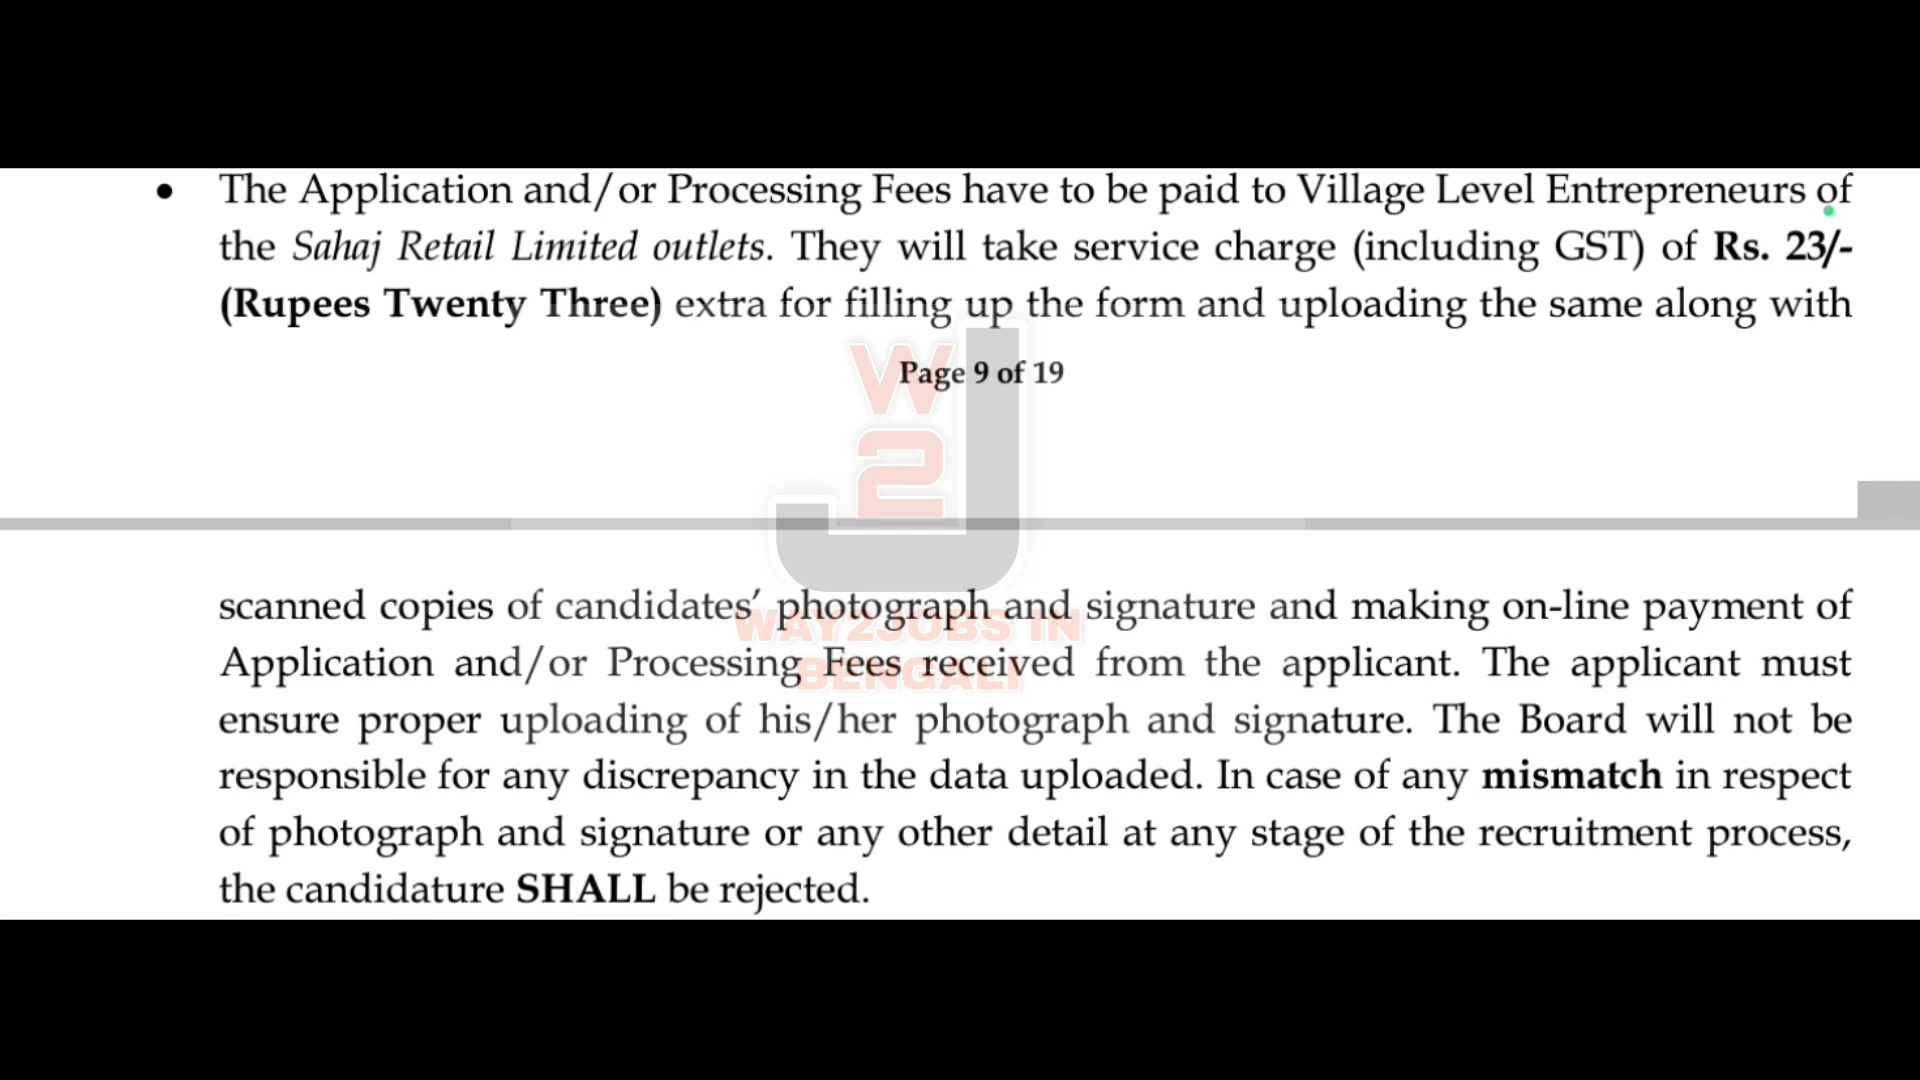 • The Application and/or Processing Fees have to be paid to Village Level Entrepreneurs of
the Sahaj Retail Limited outlets. They will take service charge (including GST) of Rs. 23/-
(Rupees Twenty Three) extra for filling up the form and uploading the same along with
Page 9 of 19
W
2
J
scanned copies of candidates’ photograph and signature and making on-line payment of
WAY2JOBS IN
Application and/or Processing Fees received from the applicant. The applicant must
BENGALI
ensure proper uploading of his/her photograph and signature. The Board will not be
responsible for any discrepancy in the data uploaded. In case of any mismatch in respect
of photograph and signature or any other detail at any stage of the recruitment process,
the candidature SHALL be rejected.